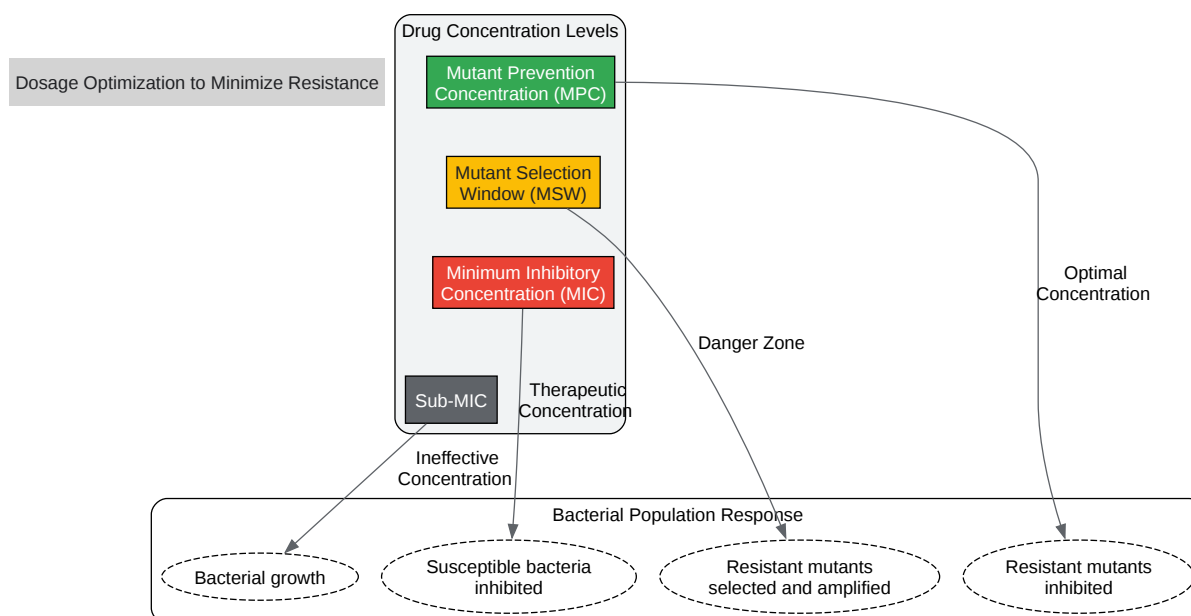 Drug Concentration Levels
Dosage Optimization to Minimize Resistance
Mutant Prevention
Concentration (MPC)
Mutant Selection
Window (MSW)
Minimum Inhibitory
Concentration (MIC)
Optimal
Concentration
Danger Zone
Sub-MIC
Therapeutic
Concentration
Ineffective
Concentration
Bacterial Population Response
Bacterial growth
Susceptible bacteria
inhibited
Resistant mutants
selected and amplified
Resistant mutants
inhibited